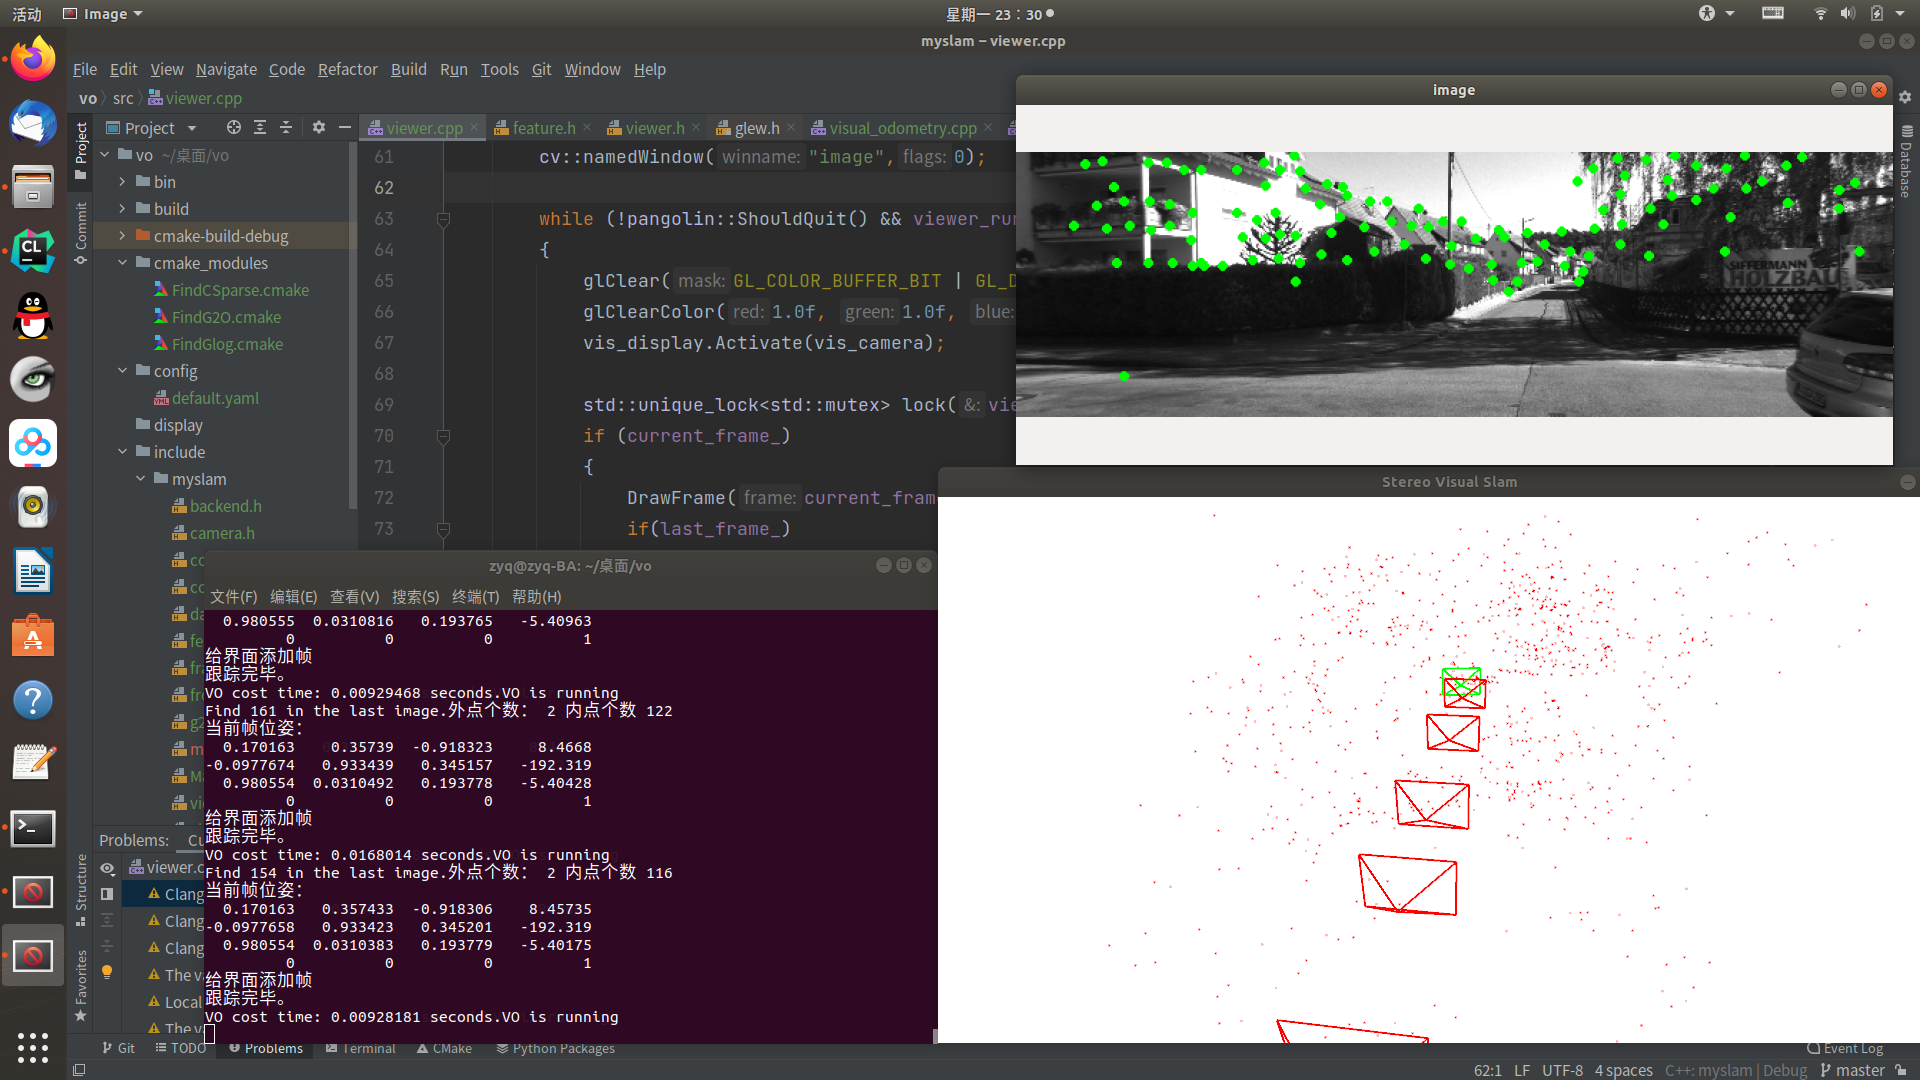 活动 Image 星期一 23：30
myslam – viewer.cpp
File Edit View Navigate Code Refactor Build Run Tools Git Window Help
vo src viewer.cpp
Project
viewer.cpp feature.h viewer.h glew.h visual_odometry.cpp
Project
Commit
Structure
Favorites
Database
vo ~/桌面/vo
bin
build
cmake-build-debug
cmake_modules
FindCSparse.cmake
FindG2O.cmake
FindGlog.cmake
config
default.yaml
display
include
myslam
backend.h
camera.h
61 cv::namedWindow( winname: "image", flags: 0);
62
63 while (!pangolin::ShouldQuit() && viewer_run
64 {
65 glClear( mask: GL_COLOR_BUFFER_BIT | GL_D
66 glClearColor( red: 1.0f, green: 1.0f, blue:
67 vis_display.Activate(vis_camera);
68
69 std::unique_lock<std::mutex> lock( &: vie
70 if (current_frame_)
71 {
72 DrawFrame( frame: current_fram
73 if(last_frame_)
image
SIFFERMANN
HOLZBAU
Stereo Visual Slam
zyq@zyq-BA: ~/桌面/vo
文件(F) 编辑(E) 查看(V) 搜索(S) 终端(T) 帮助(H)
0.980555 0.0310816 0.193765 -5.40963
0 0 0 1
给界面添加帧
跟踪完毕。
VO cost time: 0.00929468 seconds.VO is running
Find 161 in the last image.外点个数： 2 内点个数 122
当前帧位姿：
0.170163 0.35739 -0.918323 8.4668
-0.0977674 0.933439 0.345157 -192.319
0.980554 0.0310492 0.193778 -5.40428
0 0 0 1
给界面添加帧
跟踪完毕。
VO cost time: 0.0168014 seconds.VO is running
Find 154 in the last image.外点个数： 2 内点个数 116
当前帧位姿：
0.170163 0.357433 -0.918306 8.45735
-0.0977658 0.933423 0.345201 -192.319
0.980554 0.0310383 0.193779 -5.40175
0 0 0 1
给界面添加帧
跟踪完毕。
VO cost time: 0.00928181 seconds.VO is running
Problems: Cu
viewer.c
Clang
Clang
Clang
The va
Local
The va
Git TODO Problems Terminal CMake Python Packages Event Log
62:1 LF UTF-8 4 spaces C++: myslam | Debug master